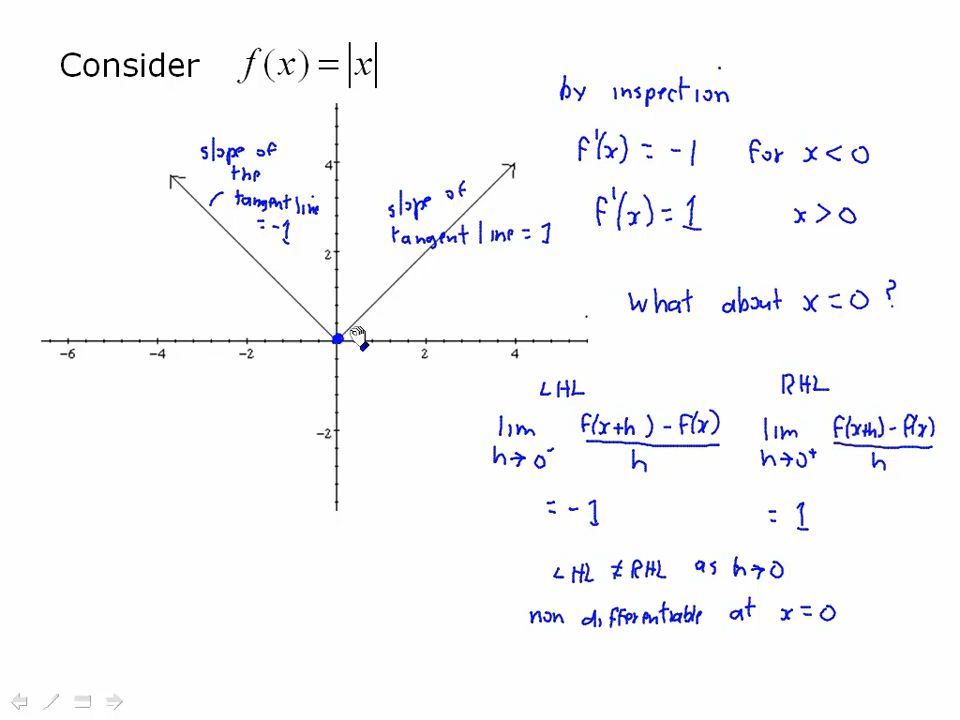 Consider f(x) = |x|
by inspection
slope of
the
tangent line
= -1
slope of
tangent line = 1
f'(x) = -1 for x < 0
f'(x) = 1 x > 0
What about x = 0 ?
4
2
-6 -4 -2 2 4
-2
LHL RHL
lim h→0⁻ f(x+h) - f(x) / h
= -1
lim h→0⁺ f(x+h) - f(x) / h
= 1
LHL ≠ RHL as h→0
non differentiable at x = 0